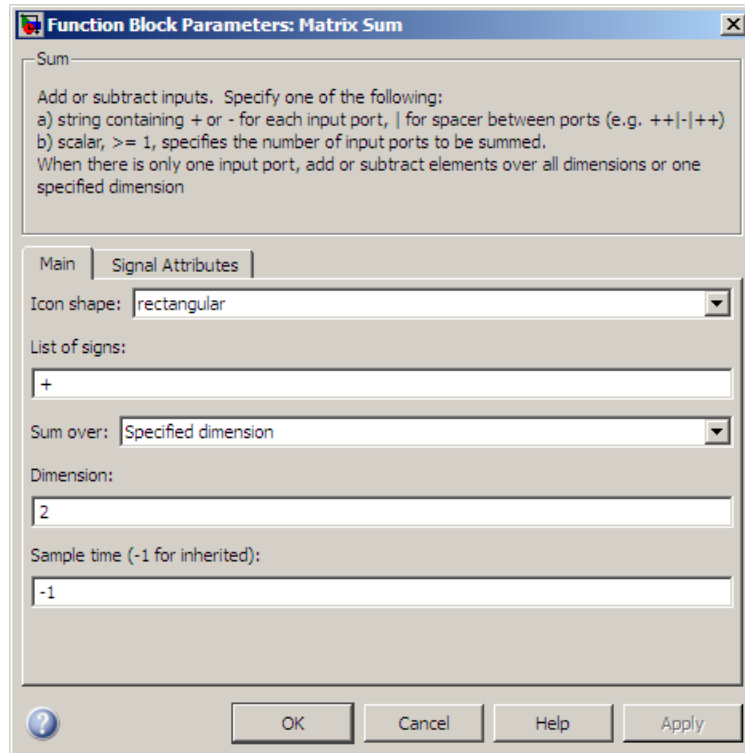 Function Block Parameters: Matrix Sum
Sum
Add or subtract inputs.  Specify one of the following:
a) string containing + or - for each input port, | for spacer between ports (e.g. ++|-|++)
b) scalar, >= 1, specifies the number of input ports to be summed.
When there is only one input port, add or subtract elements over all dimensions or one
specified dimension
Main Signal Attributes
Icon shape: rectangular
List of signs:
+
Sum over: Specified dimension
Dimension:
2
Sample time (-1 for inherited):
-1
? OK Cancel Help Apply